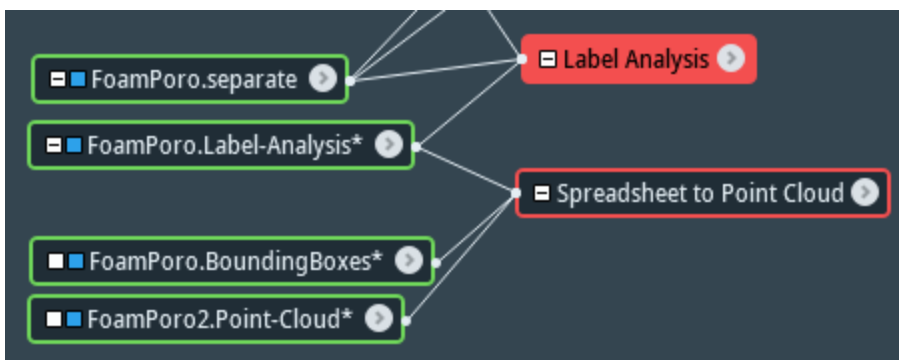 Label Analysis
FoamPoro.separate
FoamPoro.Label-Analysis*
Spreadsheet to Point Cloud
FoamPoro.BoundingBoxes*
FoamPoro2.Point-Cloud*